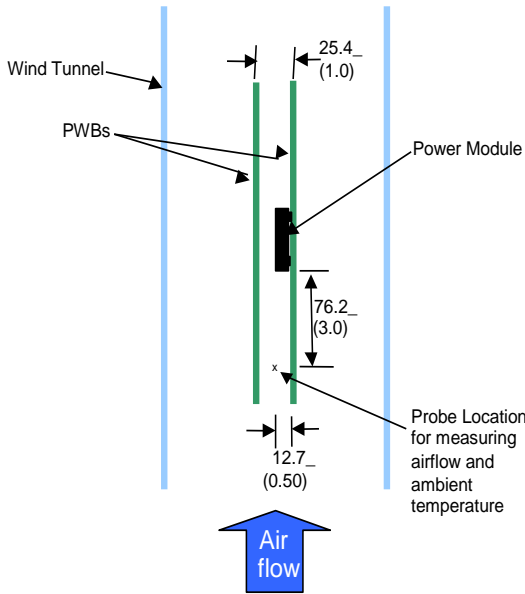 25.4_
(1.0)
Wind Tunnel
PWBs
Power Module
76.2_
(3.0)
x
Probe Location
for measuring
airflow and
ambient
temperature
12.7_
(0.50)
Air
flow